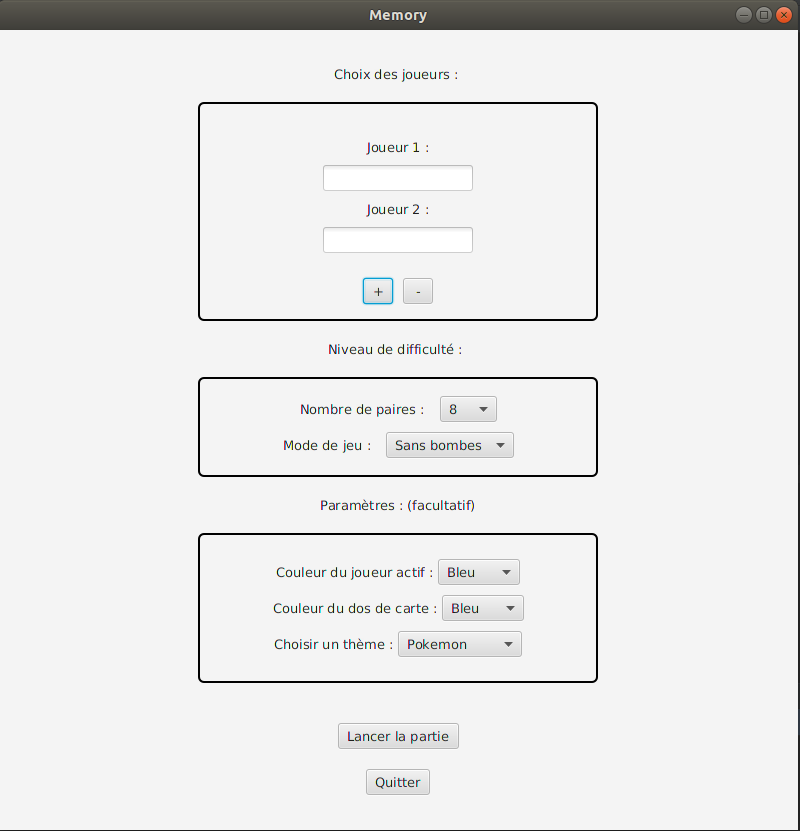 Memory
Choix des joueurs :
Joueur 1 :
Joueur 2 :
+ -
Niveau de difficulté :
Nombre de paires : 8
Mode de jeu : Sans bombes
Paramètres : (facultatif)
Couleur du joueur actif : Bleu
Couleur du dos de carte : Bleu
Choisir un thème : Pokemon
Lancer la partie
Quitter